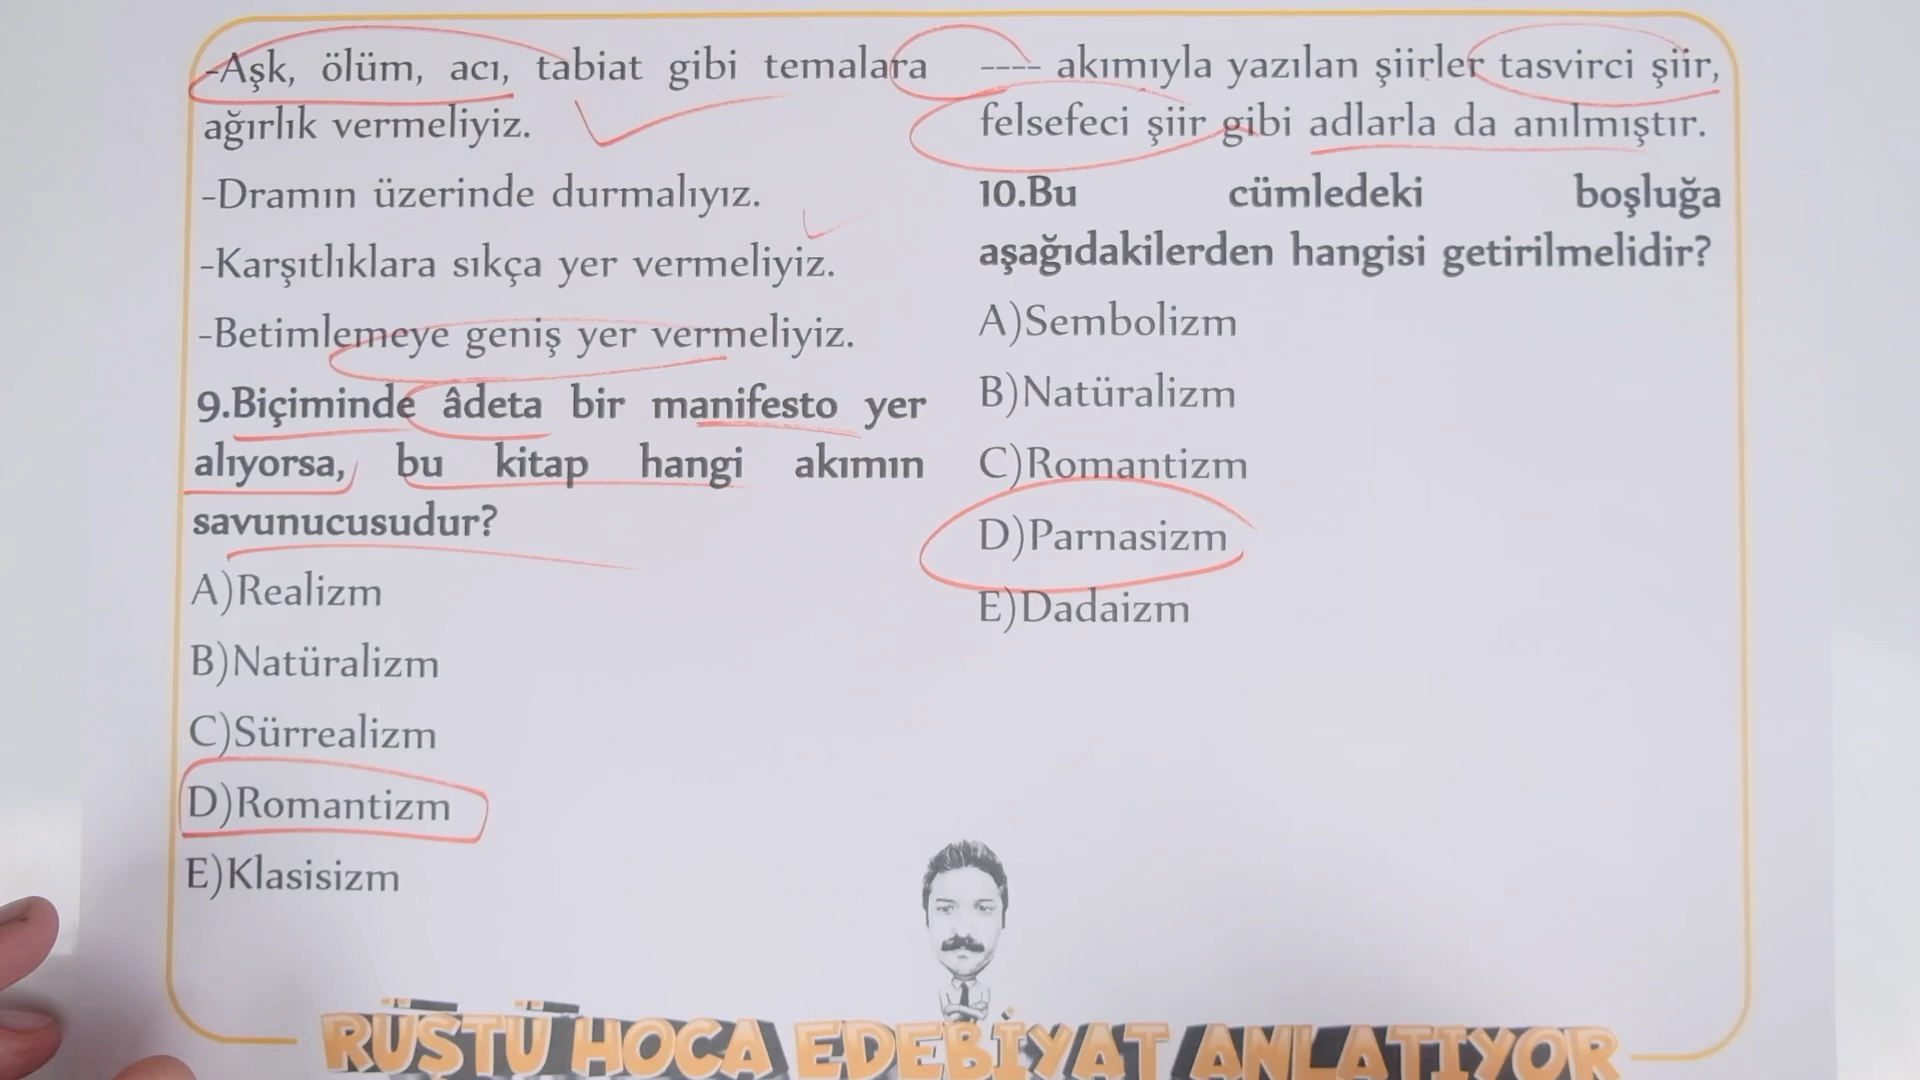 -Aşk, ölüm, acı, tabiat gibi temalara
ağırlık vermeliyiz.
-Dramın üzerinde durmalıyız.
-Karşıtlıklara sıkça yer vermeliyiz.
-Betimlemeye geniş yer vermeliyiz.
9.Biçiminde âdeta bir manifesto yer
alıyorsa, bu kitap hangi akımın
savunucusudur?
A)Realizm
B)Natüralizm
C)Sürrealizm
D)Romantizm
E)Klasisizm
---- akımıyla yazılan şiirler tasvirci şiir,
felsefeci şiir gibi adlarla da anılmıştır.
10.Bu cümledeki boşluğa
aşağıdakilerden hangisi getirilmelidir?
A)Sembolizm
B)Natüralizm
C)Romantizm
D)Parnasizm
E)Dadaizm
RÜŞTÜ HOCA EDEBİYAT ANLATIYOR